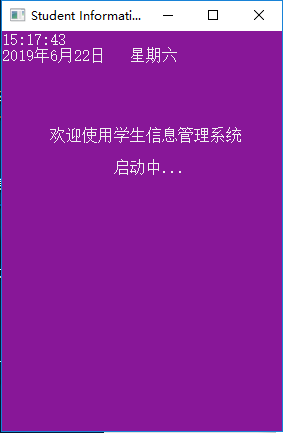 Student Informati...
15:17:43
2019年6月22日 星期六
欢迎使用学生信息管理系统
启动中...